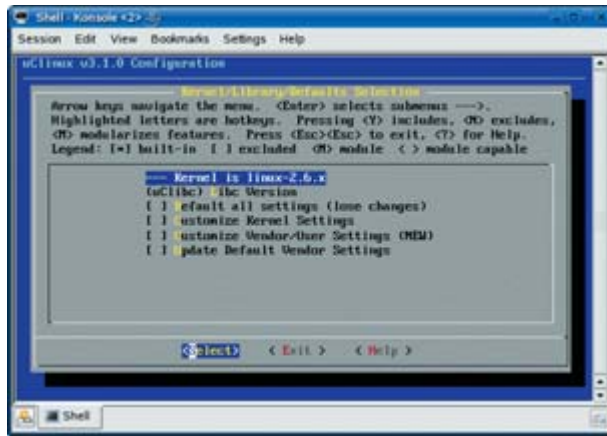 Shell - Konsole <2>
Session Edit View Bookmarks Settings Help
uClinux v3.1.0 Configuration
Kernel/Library/Defaults Selection
Arrow keys navigate the menu. <Enter> selects submenus --->.
Highlighted letters are hotkeys. Pressing <Y> includes, <N> excludes,
<M> modularizes features. Press <Esc><Esc> to exit, <?> for Help.
Legend: [*] built-in [ ] excluded <M> module < > module capable
--- Kernel is linux-2.6.x
(uClibc) Libc Version
[ ] Default all settings (lose changes)
[ ] Customize Kernel Settings
[ ] Customize Vendor/User Settings (NEW)
[ ] Update Default Vendor Settings
<Select> < Exit > < Help >
Shell